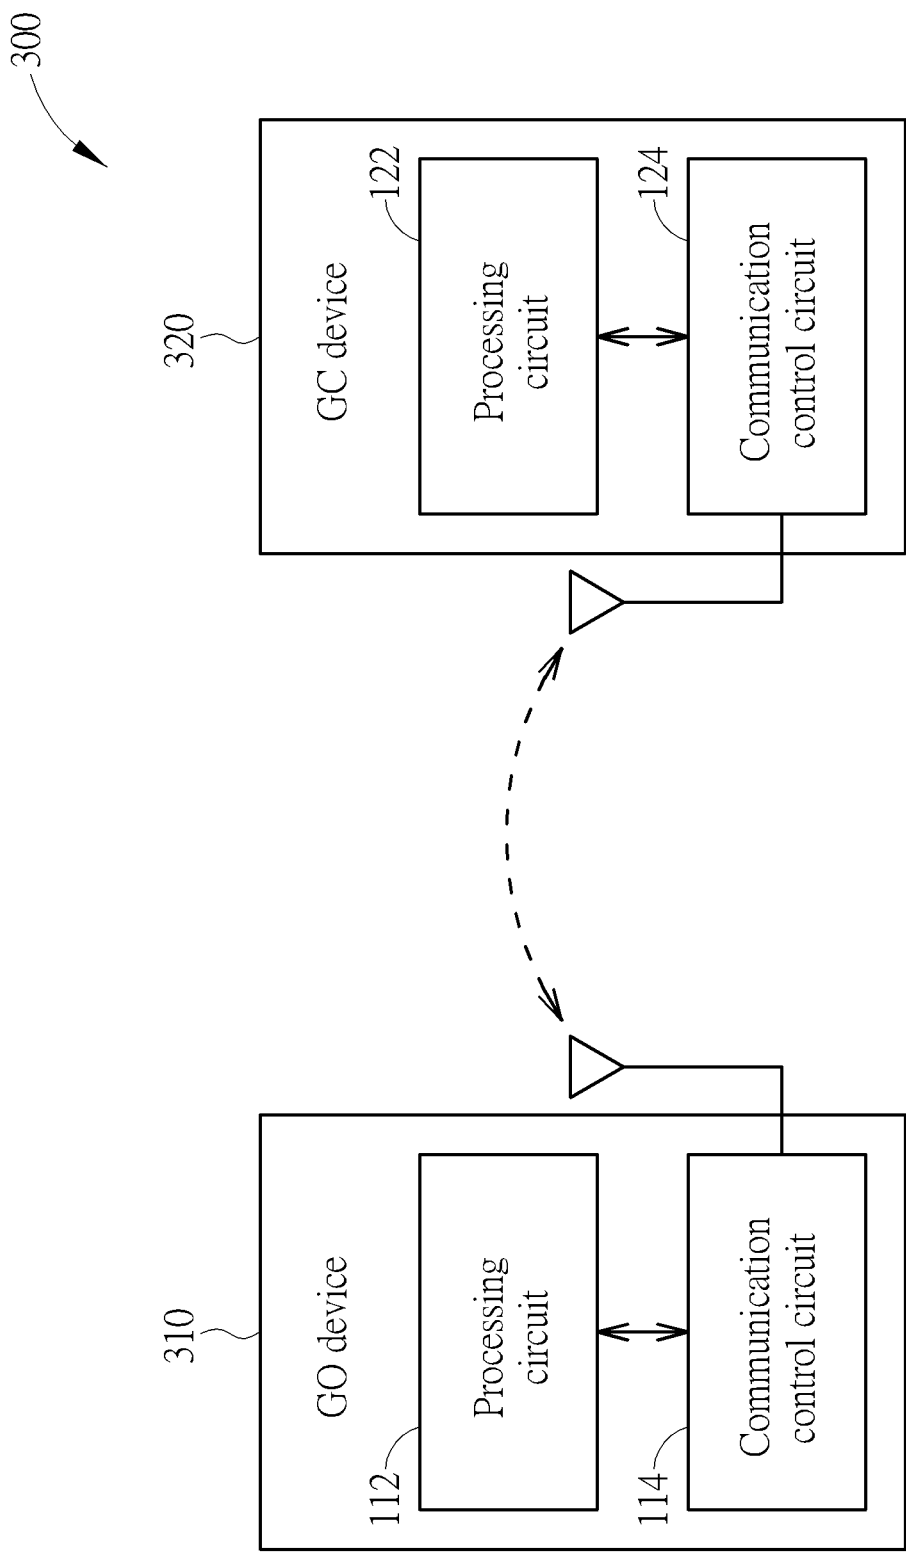 300
310
GO device
112
Processing
circuit
114
Communication
control circuit
320
GC device
122
Processing
circuit
124
Communication
control circuit